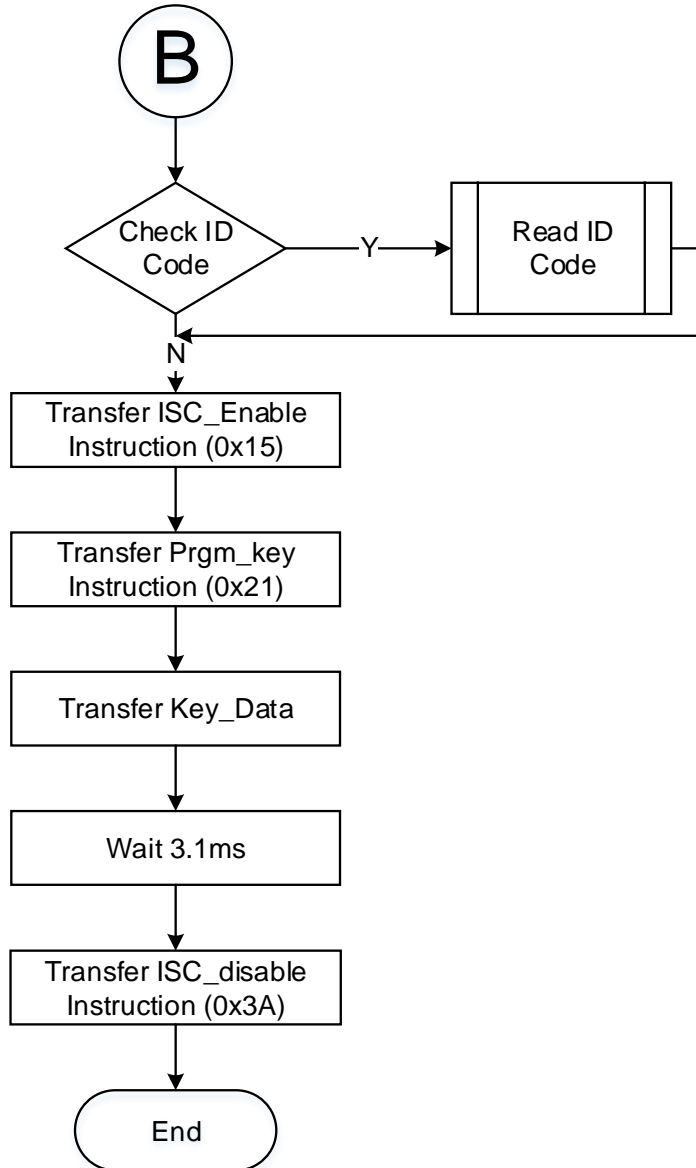 B
Check ID
Code
Y
Read ID
Code
N
Transfer ISC_Enable
Instruction (0x15)
Transfer Prgm_key
Instruction (0x21)
Transfer Key_Data
Wait 3.1ms
Transfer ISC_disable
Instruction (0x3A)
End